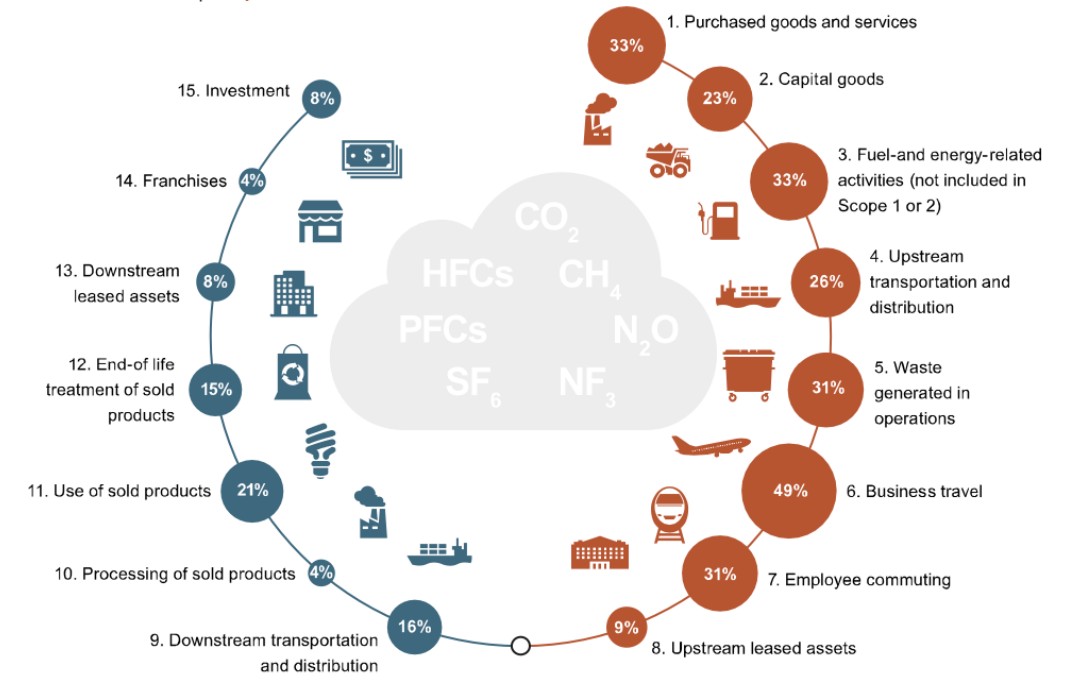 1. Purchased goods and services
33%
2. Capital goods
23%
3. Fuel-and energy-related
activities (not included in
Scope 1 or 2)
33%
4. Upstream
transportation and
distribution
26%
5. Waste
generated in
operations
31%
6. Business travel
49%
7. Employee commuting
31%
8. Upstream leased assets
9%
9. Downstream transportation
and distribution
16%
10. Processing of sold products
4%
11. Use of sold products
21%
12. End-of life
treatment of sold
products
15%
13. Downstream
leased assets
8%
14. Franchises
4%
15. Investment
8%
$
CO2
HFCs CH4
PFCs N2O
SF6 NF3